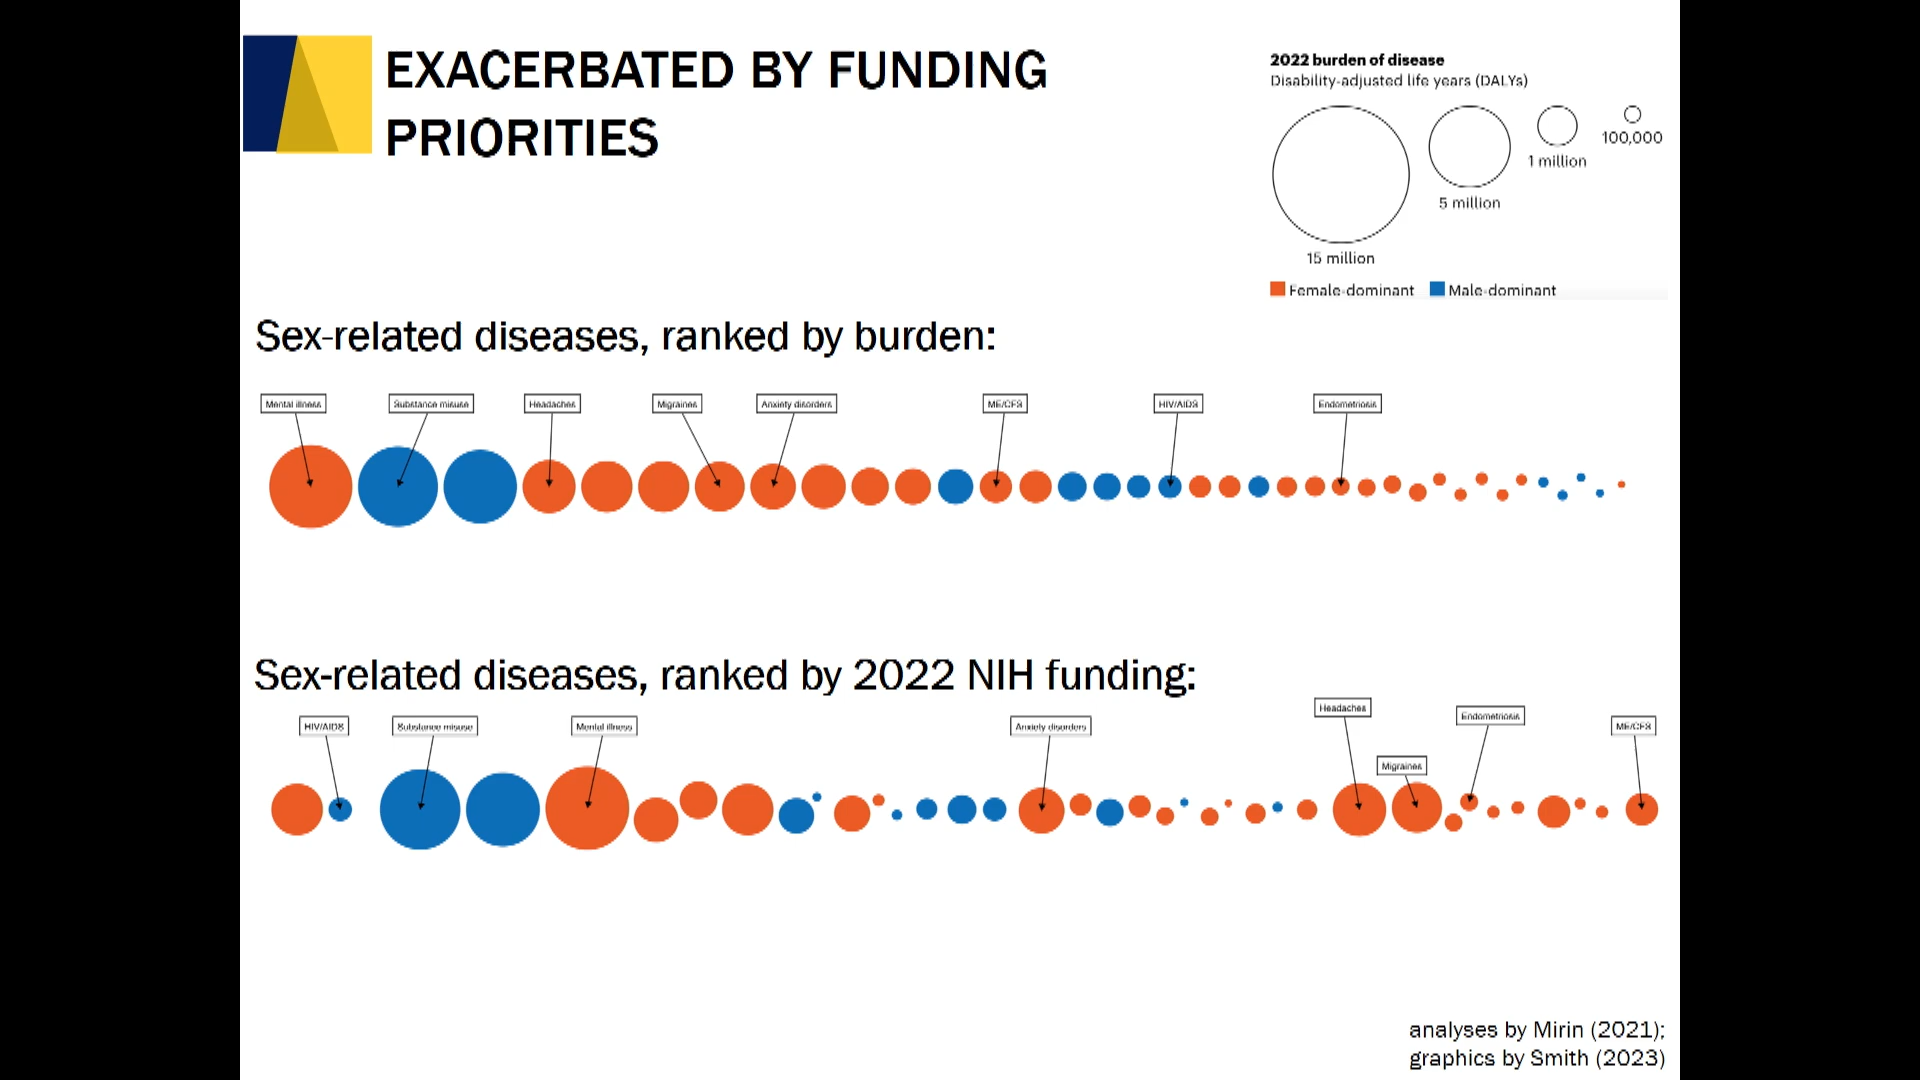 EXACERBATED BY FUNDING
PRIORITIES
2022 burden of disease
Disability-adjusted life years (DALYs)
100,000
1 million
5 million
15 million
Female-dominant
Male-dominant
Sex-related diseases, ranked by burden:
Mental illness
Substance misuse
Headaches
Migraines
Anxiety disorders
ME/CFS
HIV/AIDS
Endometriosis
Sex-related diseases, ranked by 2022 NIH funding:
HIV/AIDS
Substance misuse
Mental illness
Anxiety disorders
Headaches
Migraines
Endometriosis
ME/CFS
analyses by Mirin (2021);
graphics by Smith (2023)